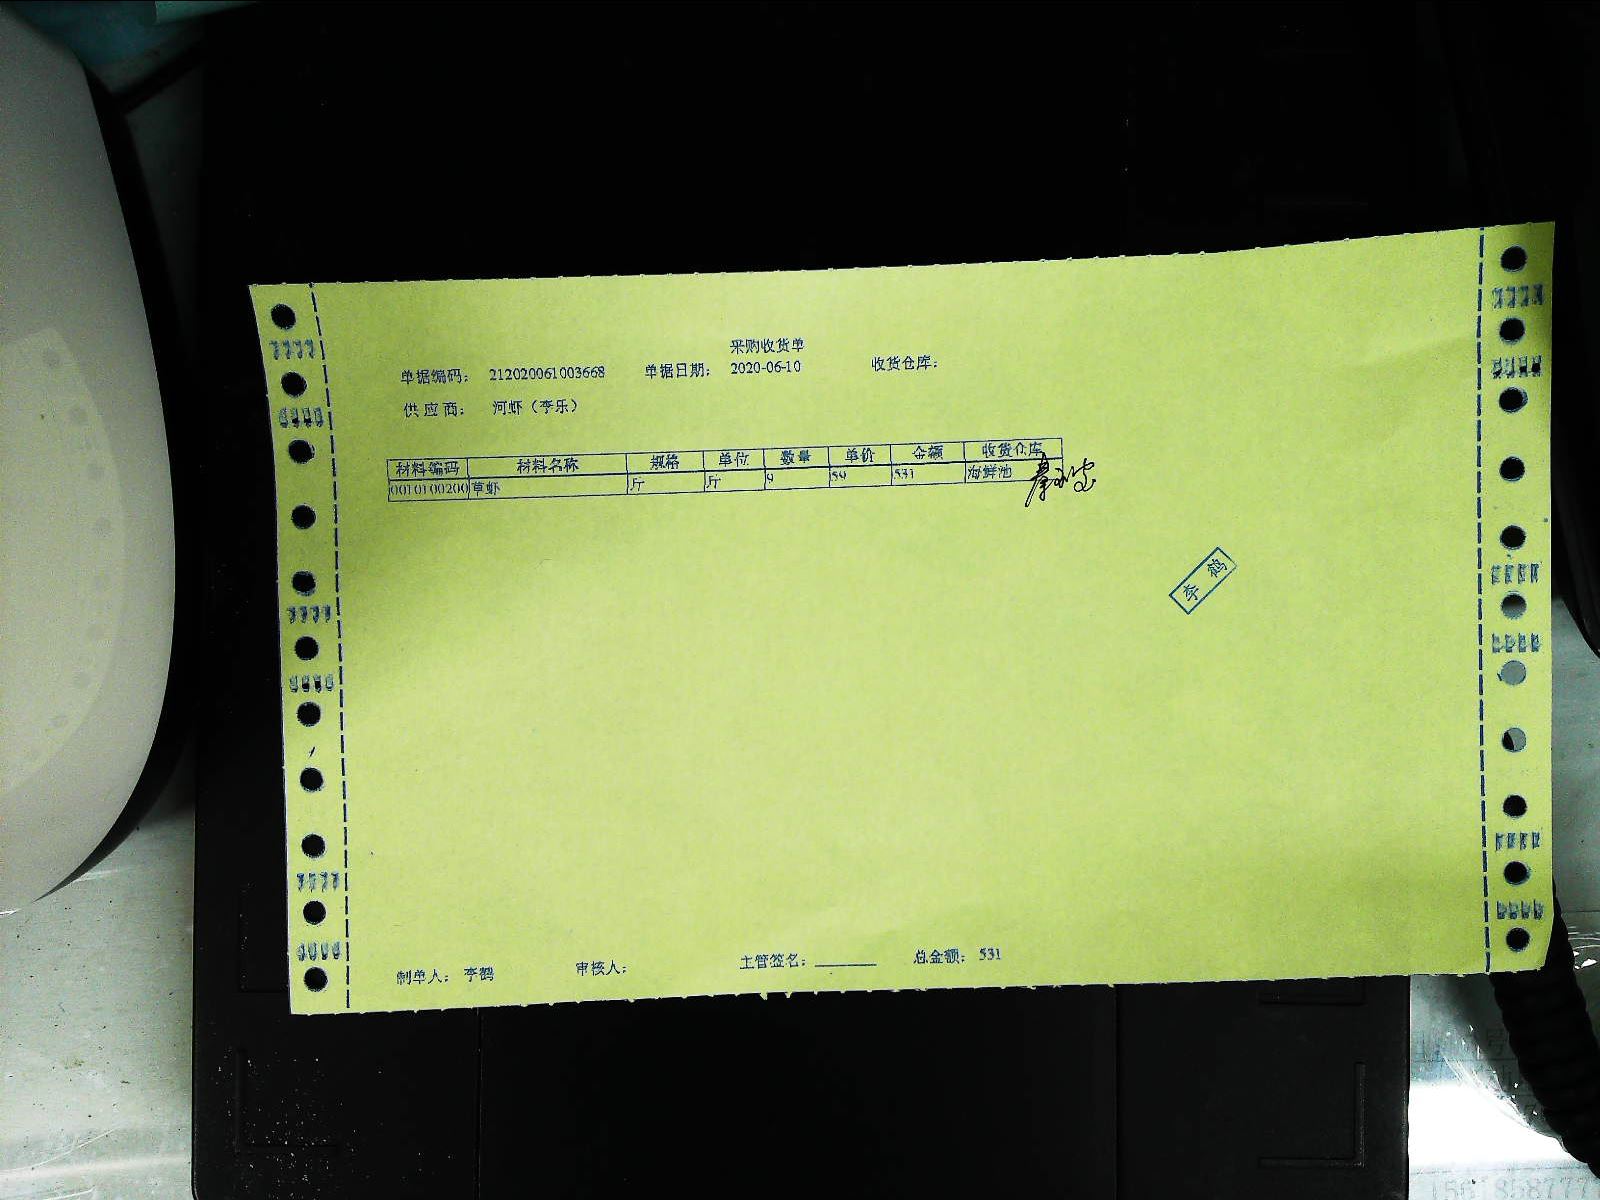 采购收货单
单据编码： 212020061003668 单据日期： 2020-06-10 收货仓库：
供应商： 河虾（李乐）
材料编码 材料名称 规格 单位 数量 单价 金额 收货仓库
0010100200 草虾 斤 斤 9 59 531 海鲜池
李鹤
制单人： 李鹤 审核人： 主管签名： 总金额： 531